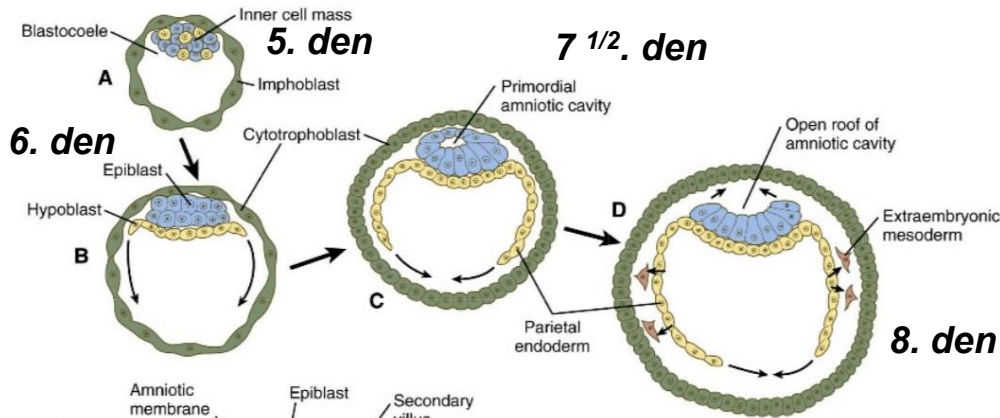 Inner cell mass
Blastocoele
5. den
7 1/2. den
A
Imphoblast
Primordial
amniotic cavity
6. den
Cytotrophoblast
Open roof of
amniotic cavity
Epiblast
Hypoblast
D
Extraembryonic
mesoderm
B
C
Parietal
endoderm
8. den
Amniotic
membrane
Epiblast
Secondary
villus